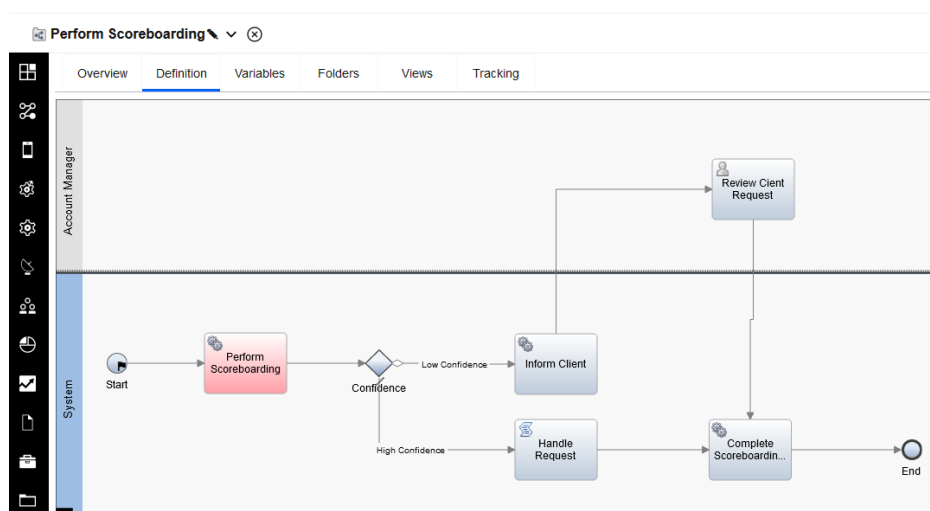 Perform Scoreboarding
Overview
Definition
Variables
Folders
Views
Tracking
Account Manager
Review Cient
Request
System
Start
Perform
Scoreboarding
Confidence
Low Confidence
Inform Client
High Confidence
Handle
Request
Complete
Scoreboardin...
End